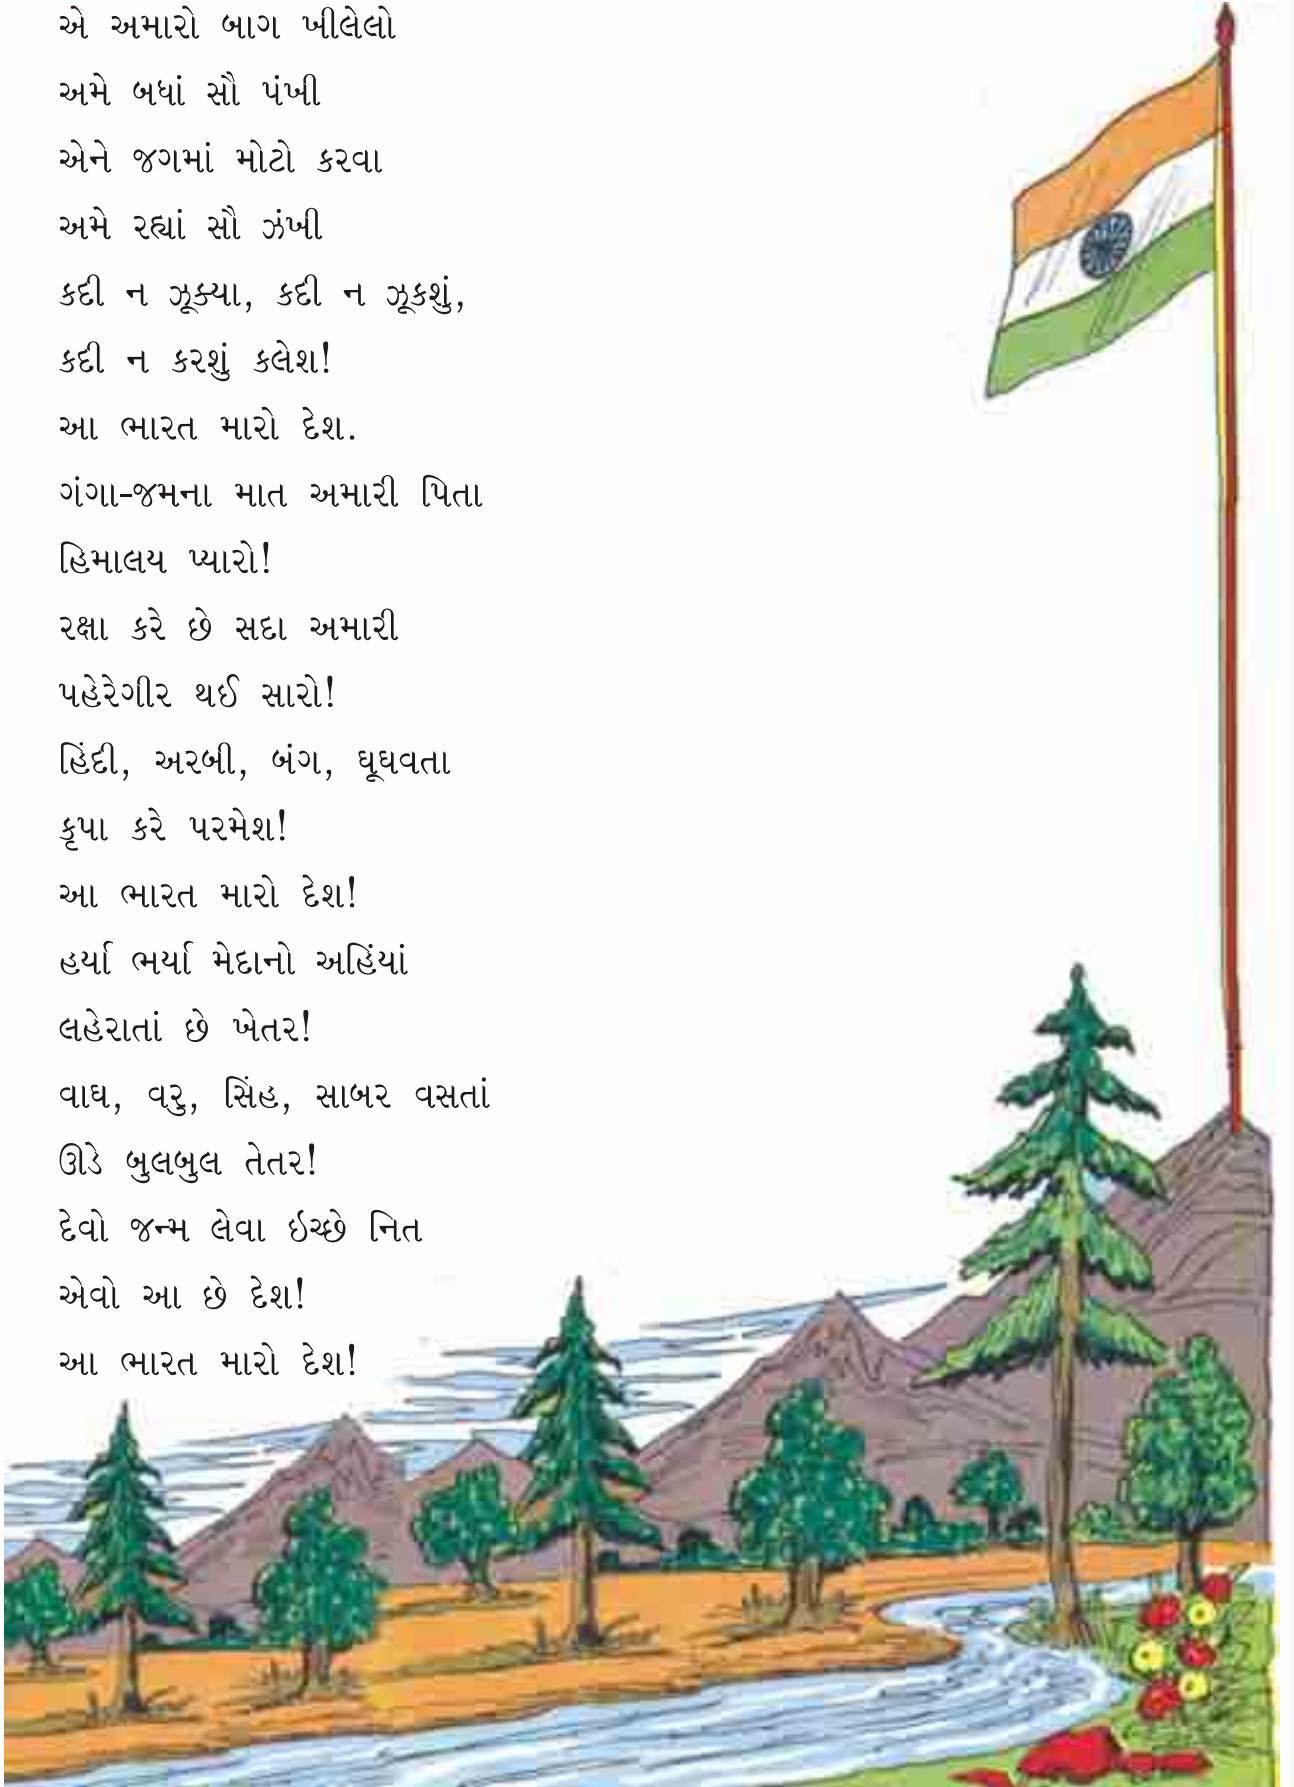 એ અમારો બાગ ખીલેલો
અમે બધાં સૌ પંખી
એને જગમાં મોટો કરવા
અમે રહ્યાં સૌ ઝંખી
કદી ન ઝૂક્યા, કદી ન ઝૂકશું,
કદી ન કરશું કલેશ!
આ ભારત મારો દેશ.
ગંગા-જમના માત અમારી પિતા
હિમાલય પ્યારો!
રક્ષા કરે છે સદા અમારી
પહેરેગીર થઈ સારો!
હિંદી, અરબી, બંગ, ઘૂઘવતા
કૃપા કરે પરમેશ!
આ ભારત મારો દેશ!
હર્યા ભર્યા મેદાનો અહિંયાં
લહેરાતાં છે ખેતર!
વાઘ, વરુ, સિંહ, સાબર વસતાં
ઊડે બુલબુલ તેતર!
દેવો જન્મ લેવા ઇચ્છે નિત
એવો આ છે દેશ!
આ ભારત મારો દેશ!